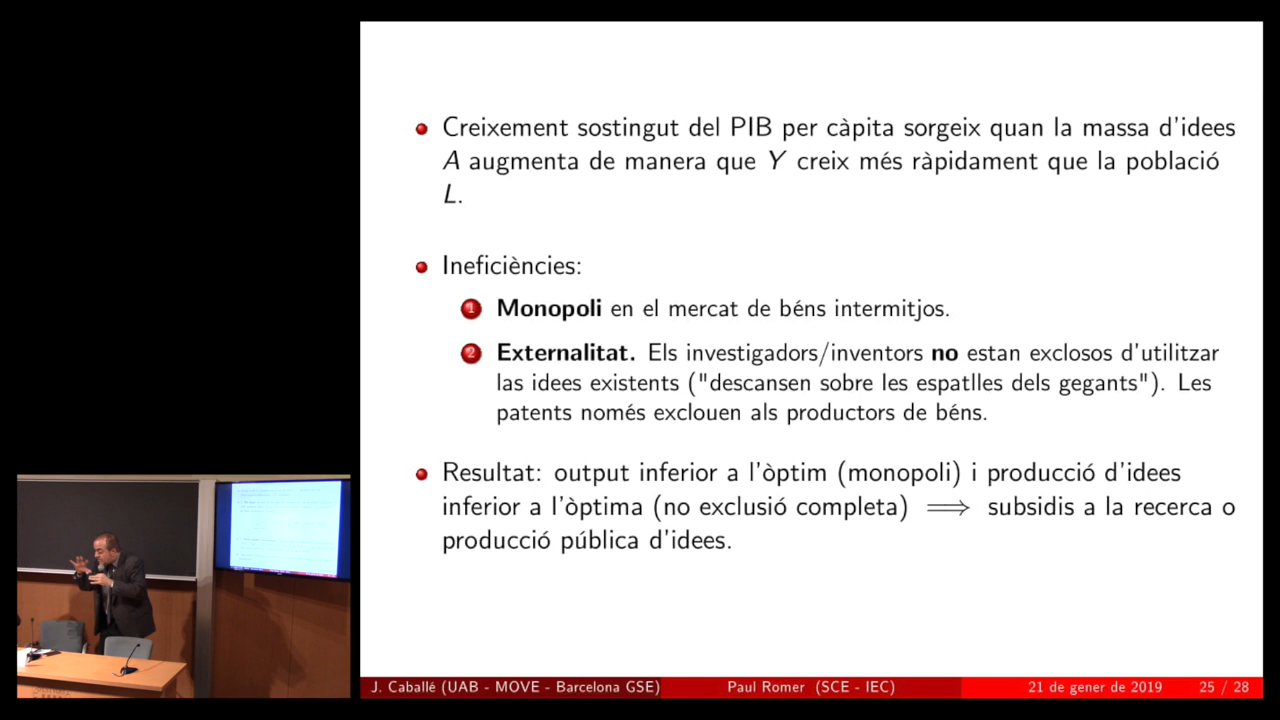 Creixement sostingut del PIB per càpita sorgeix quan la massa d'idees
A augmenta de manera que Y creix més ràpidament que la població
L.
Ineficiències:
1 Monopoli en el mercat de béns intermitjos.
2 Externalitat. Els investigadors/inventors no estan exclosos d'utilitzar
las idees existents ("descansen sobre les espatlles dels gegants"). Les
patents només exclouen als productors de béns.
Resultat: output inferior a l'òptim (monopoli) i producció d'idees
inferior a l'òptima (no exclusió completa) ⟹ subsidis a la recerca o
producció pública d'idees.
J. Caballé (UAB - MOVE - Barcelona GSE) Paul Romer (SCE - IEC) 21 de gener de 2019 25 / 28